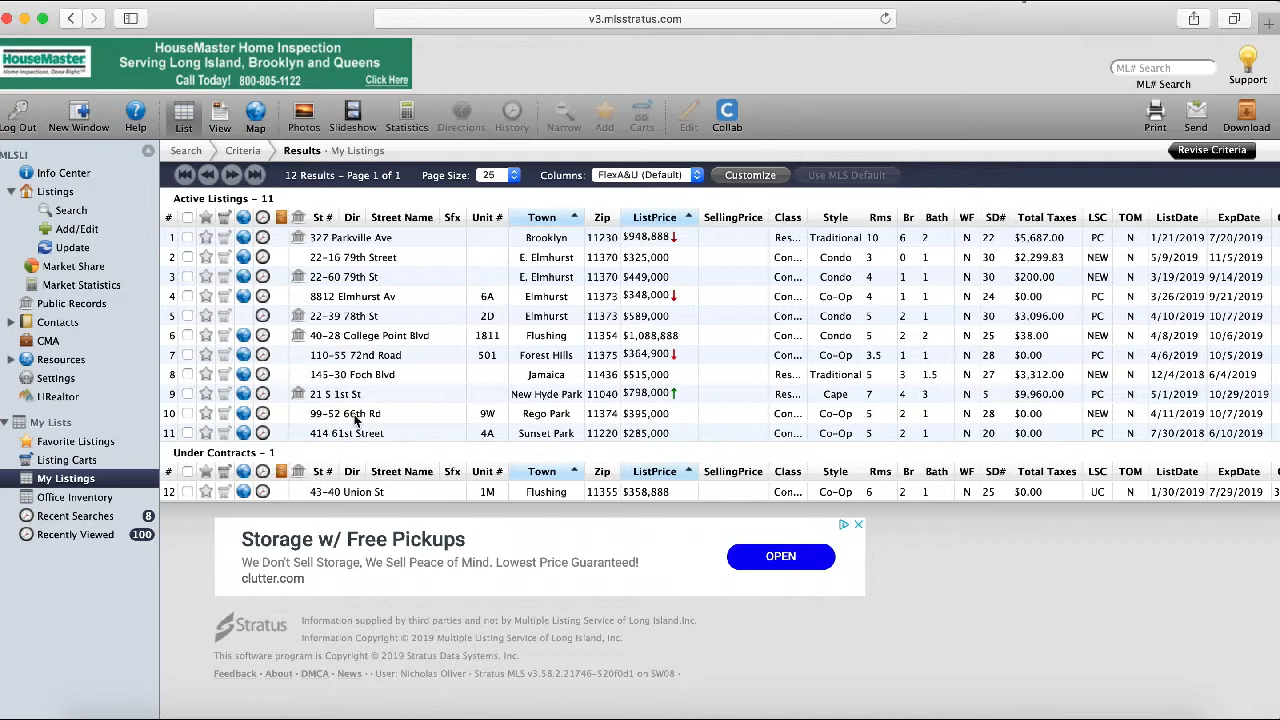 v3.mlsstratus.com
HouseMaster
Home Inspections. Done Right.
HouseMaster Home Inspection
Serving Long Island, Brooklyn and Queens
Call Today! 800-805-1122 Click Here
ML# Search
ML# Search
Support
Log Out New Window Help List View Map Photos Slideshow Statistics Directions History Narrow Add Carts Edit Collab Print Send Download
MLSLI
Info Center
Listings
Search
Add/Edit
Update
Market Share
Market Statistics
Public Records
Contacts
CMA
Resources
Settings
My Lists
Favorite Listings
Listing Carts
My Listings
Office Inventory
Recent Searches 8
Recently Viewed 100
Search Criteria Results · My Listings Revise Criteria
12 Results - Page 1 of 1 Page Size: 25 Columns: FlexA&U (Default) Customize Use MLS Default
Active Listings - 11
# St # Dir Street Name Sfx Unit # Town Zip ListPrice SellingPrice Class Style Rms Br Bath WF SD# Total Taxes LSC TOM ListDate ExpDate
1 327 Parkville Ave Brooklyn 11230 $948,888 Res... Traditional 10 6 3 N 22 $5,687.00 PC N 1/21/2019 7/20/2019
2 22-16 79th Street E. Elmhurst 11370 $325,000 Con... Condo 3 0 1 N 30 $2,299.83 NEW N 5/9/2019 11/5/2019
3 22-60 79th St E. Elmhurst 11370 $549,000 Con... Condo 4 1 1 N 30 $200.00 NEW N 3/19/2019 9/14/2019
4 8812 Elmhurst Av 6A Elmhurst 11373 $348,000 Con... Co-Op 4 1 1 N 24 $0.00 PC N 3/26/2019 9/21/2019
5 22-39 78th St 2D Elmhurst 11373 $589,000 Con... Condo 5 2 1 N 30 $3,096.00 PC N 4/10/2019 10/7/2019
6 40-28 College Point Blvd 1811 Flushing 11354 $1,088,888 Con... Condo 5 2 2 N 25 $38.00 NEW N 4/8/2019 10/6/2019
7 110-55 72nd Road 501 Forest Hills 11375 $364,900 Con... Co-Op 3.5 1 1 N 28 $0.00 PC N 4/6/2019 10/5/2019
8 145-30 Foch Blvd Jamaica 11436 $515,000 Res... Traditional 5 3 1.5 N 27 $3,312.00 PC N 12/4/2018 6/4/2019
9 21 S 1st St New Hyde Park 11040 $798,000 Res... Cape 7 4 3 N 5 $9,960.00 PC N 5/1/2019 10/29/2019
10 99-52 66th Rd 9W Rego Park 11374 $395,000 Con... Co-Op 5 2 2 N 28 $0.00 NEW N 4/11/2019 10/7/2019
11 414 61st Street 4A Sunset Park 11220 $285,000 Con... Co-Op 5 2 1 N 20 $0.00 PC N 7/30/2018 6/10/2019
Under Contracts - 1
# St # Dir Street Name Sfx Unit # Town Zip ListPrice SellingPrice Class Style Rms Br Bath WF SD# Total Taxes LSC TOM ListDate ExpDate
12 43-40 Union St 1M Flushing 11355 $358,888 Con... Co-Op 6 2 1 N 25 $0.00 UC N 1/30/2019 7/29/2019
Storage w/ Free Pickups
We Don't Sell Storage, We Sell Peace of Mind. Lowest Price Guaranteed!
clutter.com
OPEN
Stratus
Information supplied by third parties and not by Multiple Listing Service of Long Island.Inc.
Information Copyright © 2019 Multiple Listing Service of Long Island, Inc.
This software program is Copyright © 2019 Stratus Data Systems, Inc.
Feedback · About · DMCA · News · · User: Nicholas Oliver · Stratus MLS v3.58.2.21746-520f0d1 on SW08 ·